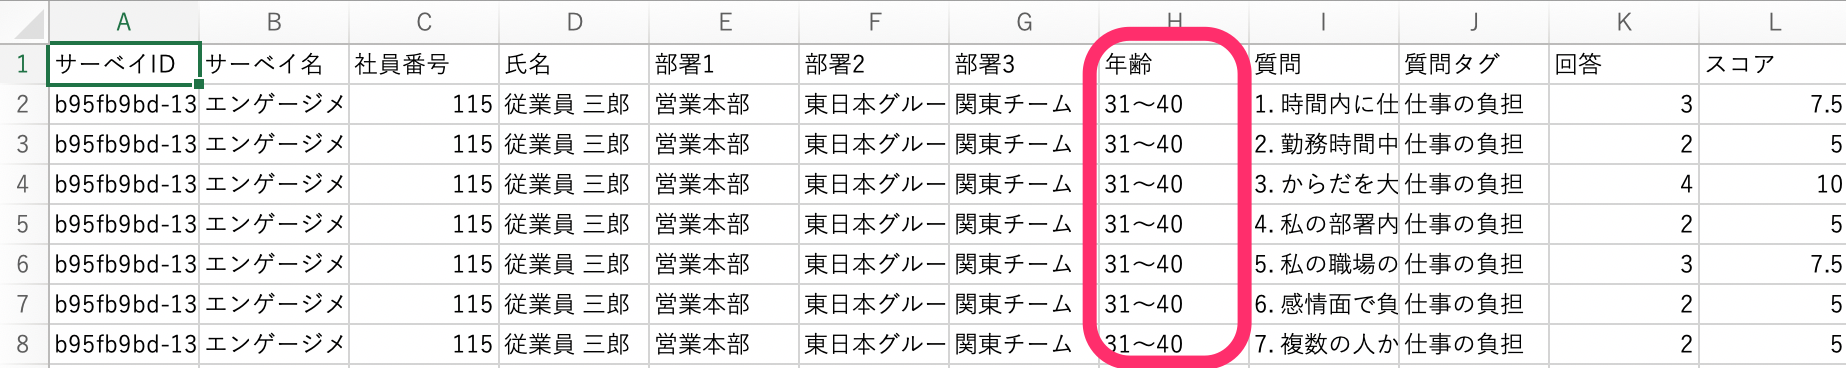 A B C D E F G H I J K L
1 サーベイID サーベイ名 社員番号 氏名 部署1 部署2 部署3 年齢 質問 質問タグ 回答 スコア
2 b95fb9bd-13 エンゲージメ 115 従業員 三郎 営業本部 東日本グルー 関東チーム 31〜40 1. 時間内に仕 仕事の負担 3 7.5
3 b95fb9bd-13 エンゲージメ 115 従業員 三郎 営業本部 東日本グルー 関東チーム 31〜40 2. 勤務時間中 仕事の負担 2 5
4 b95fb9bd-13 エンゲージメ 115 従業員 三郎 営業本部 東日本グルー 関東チーム 31〜40 3. からだを大 仕事の負担 4 10
5 b95fb9bd-13 エンゲージメ 115 従業員 三郎 営業本部 東日本グルー 関東チーム 31〜40 4. 私の部署内 仕事の負担 2 5
6 b95fb9bd-13 エンゲージメ 115 従業員 三郎 営業本部 東日本グルー 関東チーム 31〜40 5. 私の職場の 仕事の負担 3 7.5
7 b95fb9bd-13 エンゲージメ 115 従業員 三郎 営業本部 東日本グルー 関東チーム 31〜40 6. 感情面で負 仕事の負担 2 5
8 b95fb9bd-13 エンゲージメ 115 従業員 三郎 営業本部 東日本グルー 関東チーム 31〜40 7. 複数の人か 仕事の負担 2 5